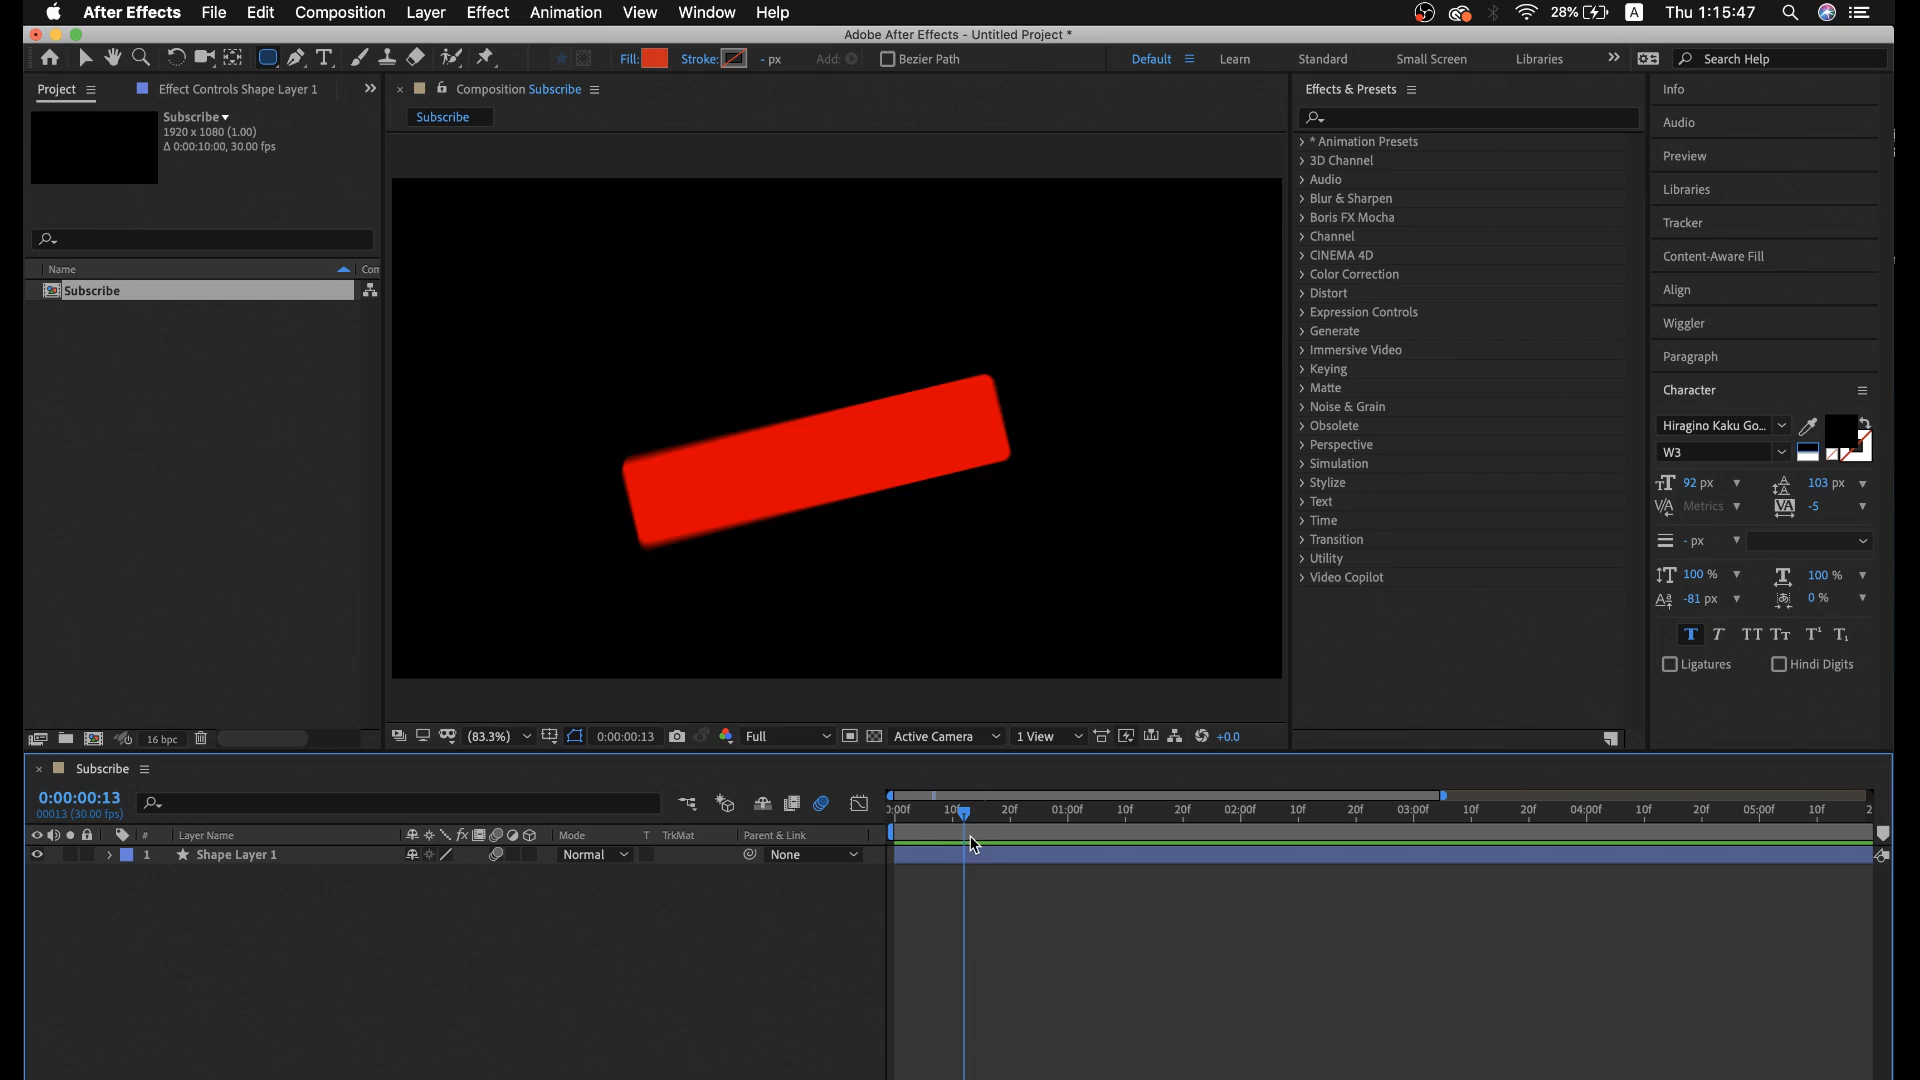 After Effects File Edit Composition Layer Effect Animation View Window Help 28% A Thu 1:15:47
Adobe After Effects - Untitled Project *
T Fill: Stroke: - px Add: Bezier Path Default Learn Standard Small Screen Libraries Search Help
Project Effect Controls Shape Layer 1
Subscribe
1920 x 1080 (1.00)
Δ 0:00:10:00, 30.00 fps
Name Com
Subscribe
16 bpc
Composition Subscribe
Subscribe
(83.3%) 0:00:00:13 Full Active Camera 1 View +0.0
Effects & Presets
* Animation Presets
3D Channel
Audio
Blur & Sharpen
Boris FX Mocha
Channel
CINEMA 4D
Color Correction
Distort
Expression Controls
Generate
Immersive Video
Keying
Matte
Noise & Grain
Obsolete
Perspective
Simulation
Stylize
Text
Time
Transition
Utility
Video Copilot
Info
Audio
Preview
Libraries
Tracker
Content-Aware Fill
Align
Wiggler
Paragraph
Character
Hiragino Kaku Go...
W3
92 px 103 px
Metrics -5
- px
100 % 100 %
-81 px 0 %
T T TT Tт T¹ T₁
Ligatures Hindi Digits
Subscribe
0:00:00:13
00013 (30.00 fps)
# Layer Name fx Mode T TrkMat Parent & Link
1 Shape Layer 1 Normal None
0:00f 10f 20f 01:00f 10f 20f 02:00f 10f 20f 03:00f 10f 20f 04:00f 10f 20f 05:00f 10f 2